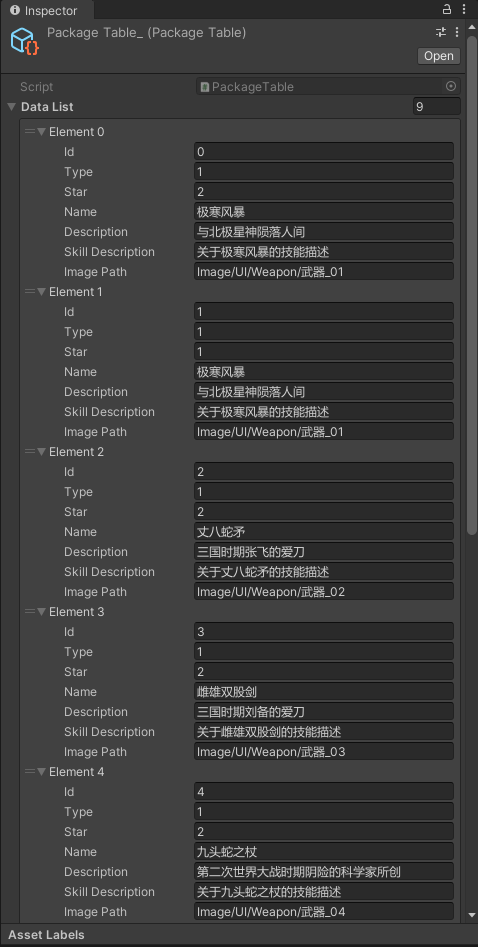 Inspector
Package Table_ (Package Table)
Open
Script PackageTable
Data List 9
Element 0
Id 0
Type 1
Star 2
Name 极寒风暴
Description 与北极星神陨落人间
Skill Description 关于极寒风暴的技能描述
Image Path Image/UI/Weapon/武器_01
Element 1
Id 1
Type 1
Star 1
Name 极寒风暴
Description 与北极星神陨落人间
Skill Description 关于极寒风暴的技能描述
Image Path Image/UI/Weapon/武器_01
Element 2
Id 2
Type 1
Star 2
Name 丈八蛇矛
Description 三国时期张飞的爱刀
Skill Description 关于丈八蛇矛的技能描述
Image Path Image/UI/Weapon/武器_02
Element 3
Id 3
Type 1
Star 2
Name 雌雄双股剑
Description 三国时期刘备的爱刀
Skill Description 关于雌雄双股剑的技能描述
Image Path Image/UI/Weapon/武器_03
Element 4
Id 4
Type 1
Star 2
Name 九头蛇之杖
Description 第二次世界大战时期阴险的科学家所创
Skill Description 关于九头蛇之杖的技能描述
Image Path Image/UI/Weapon/武器_04
Asset Labels